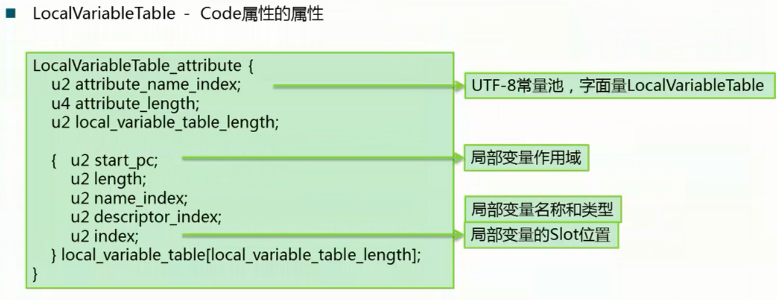 LocalVariableTable - Code属性的属性
LocalVariableTable_attribute {
u2 attribute_name_index;
UTF-8常量池，字面量LocalVariableTable
u4 attribute_length;
u2 local_variable_table_length;
{ u2 start_pc;
局部变量作用域
u2 length;
u2 name_index;
u2 descriptor_index;
局部变量名称和类型
u2 index;
局部变量的Slot位置
} local_variable_table[local_variable_table_length];
}